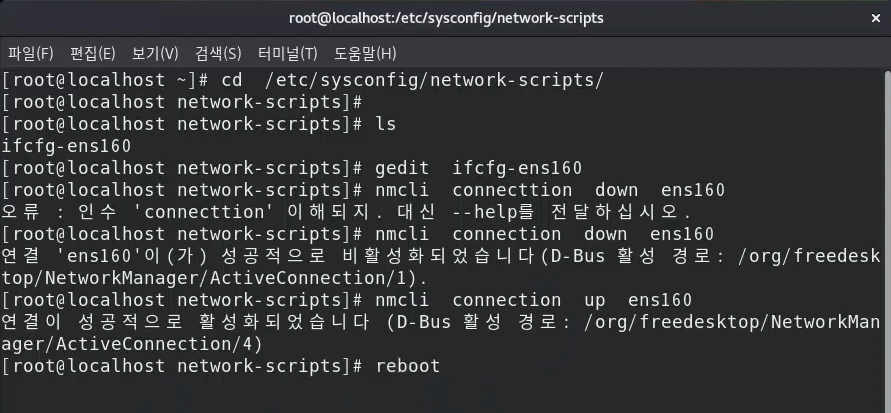 root@localhost:/etc/sysconfig/network-scripts ×
파일(F) 편집(E) 보기(V) 검색(S) 터미널(T) 도움말(H)
[root@localhost ~]# cd  /etc/sysconfig/network-scripts/
[root@localhost network-scripts]#
[root@localhost network-scripts]# ls
ifcfg-ens160
[root@localhost network-scripts]# gedit  ifcfg-ens160
[root@localhost network-scripts]# nmcli  connecttion  down  ens160
오류 : 인수 'connecttion' 이해되지. 대신 --help를 전달하십시오.
[root@localhost network-scripts]# nmcli  connection  down  ens160
연결 'ens160'이(가) 성공적으로 비활성화되었습니다(D-Bus 활성 경로: /org/freedesk
top/NetworkManager/ActiveConnection/1).
[root@localhost network-scripts]# nmcli  connection  up  ens160
연결이 성공적으로 활성화되었습니다 (D-Bus 활성 경로: /org/freedesktop/NetworkMan
ager/ActiveConnection/4)
[root@localhost network-scripts]# reboot